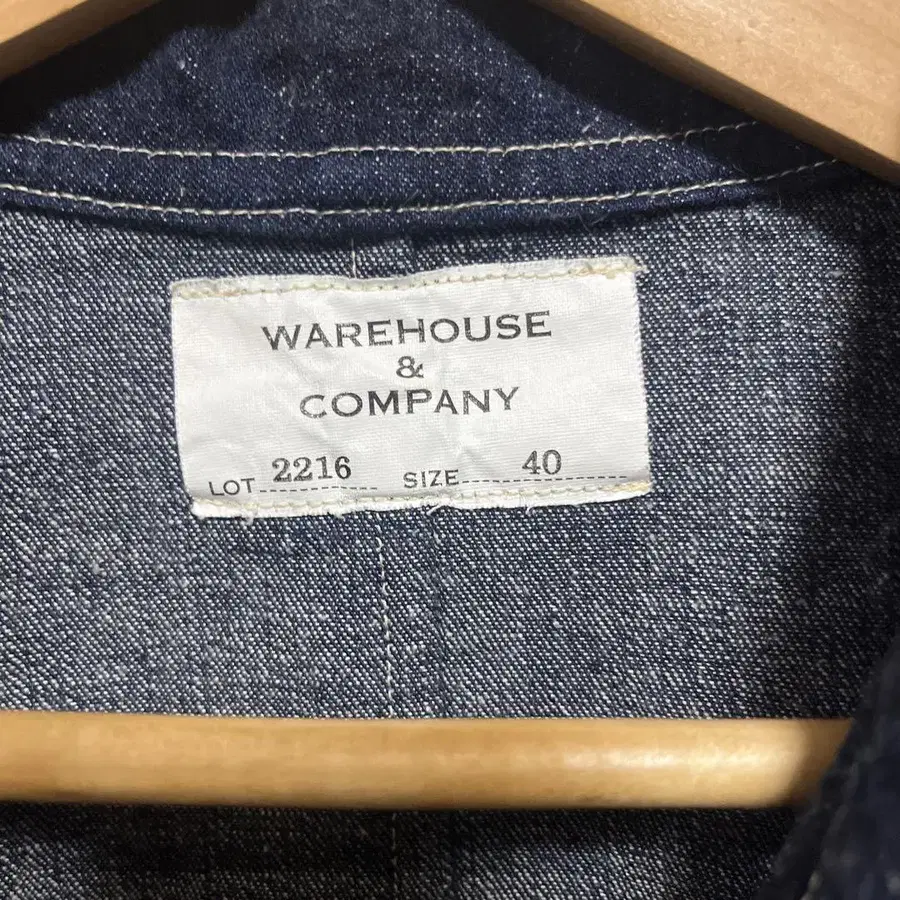 WAREHOUSE
&
COMPANY
LOT 2216 SIZE 40